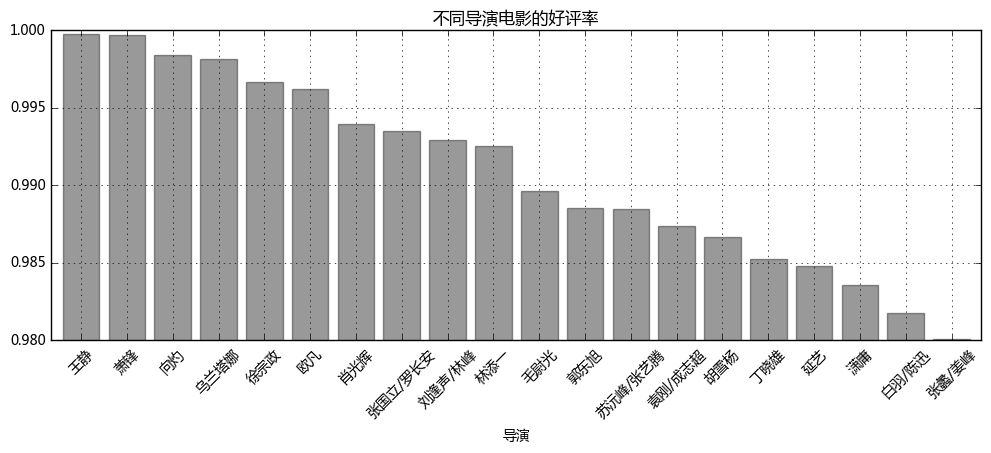 不同导演电影的好评率
1.000
0.995
0.990
0.985
0.980
王静
萧锋
向灼
乌兰塔娜
徐宗政
欧凡
肖光辉
张国立/罗长安
刘逢声/林峰
林添一
毛尉光
郭东旭
苏沅峰/张艺腾
袁刚/成志超
胡雪杨
丁晓雄
延艺
潇庸
白羽/陈迅
张蠡/姜峰
导演